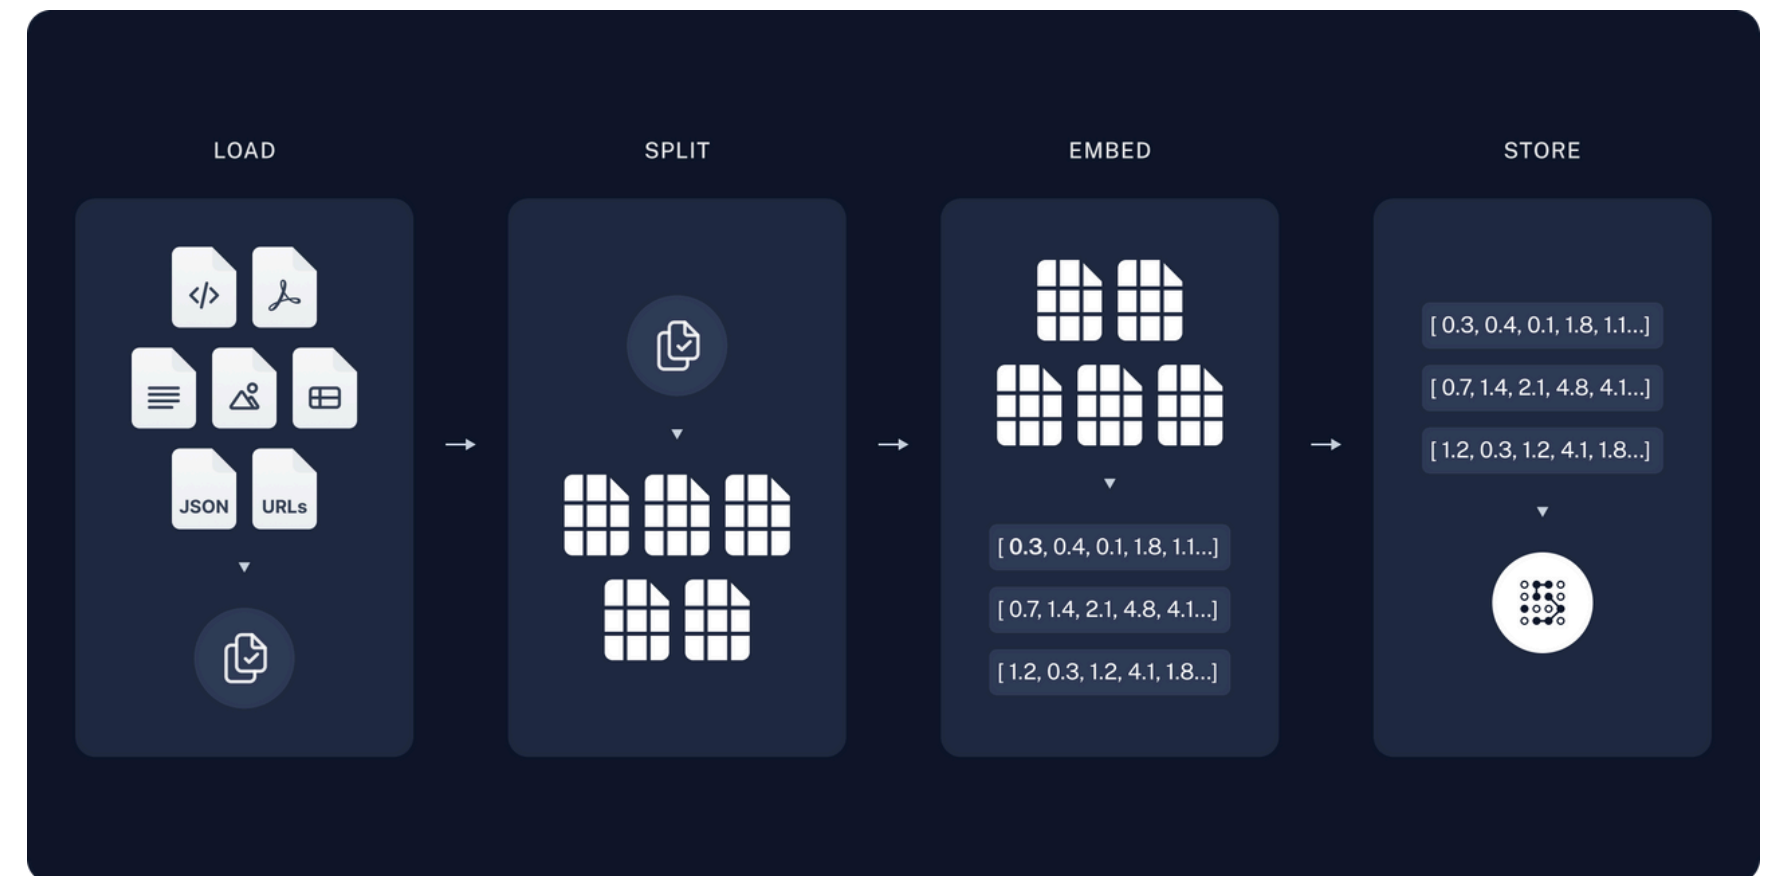 LOAD
SPLIT
EMBED
STORE
</>
JSON
URLs
[ 0.3, 0.4, 0.1, 1.8, 1.1...]
[ 0.7, 1.4, 2.1, 4.8, 4.1...]
[ 1.2, 0.3, 1.2, 4.1, 1.8...]
[ 0.3, 0.4, 0.1, 1.8, 1.1...]
[ 0.7, 1.4, 2.1, 4.8, 4.1...]
[ 1.2, 0.3, 1.2, 4.1, 1.8...]